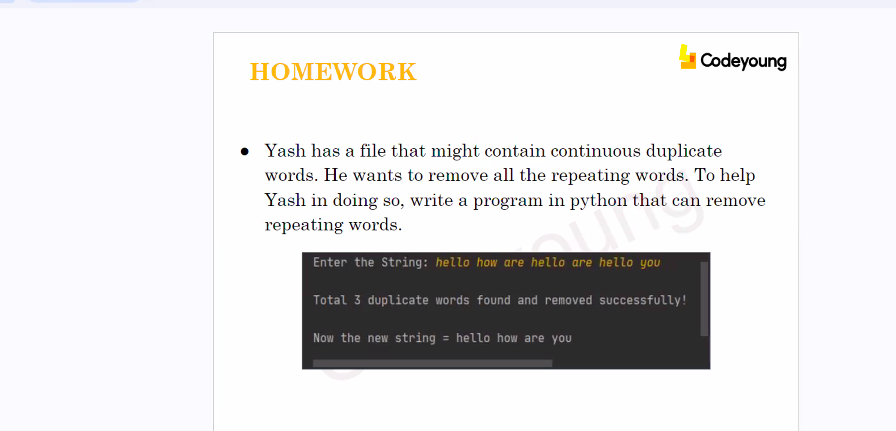 HOMEWORK
Codeyoung
● Yash has a file that might contain continuous duplicate
words. He wants to remove all the repeating words. To help
Yash in doing so, write a program in python that can remove
repeating words.
Enter the String: hello how are hello are hello you
Total 3 duplicate words found and removed successfully!
Now the new string = hello how are you